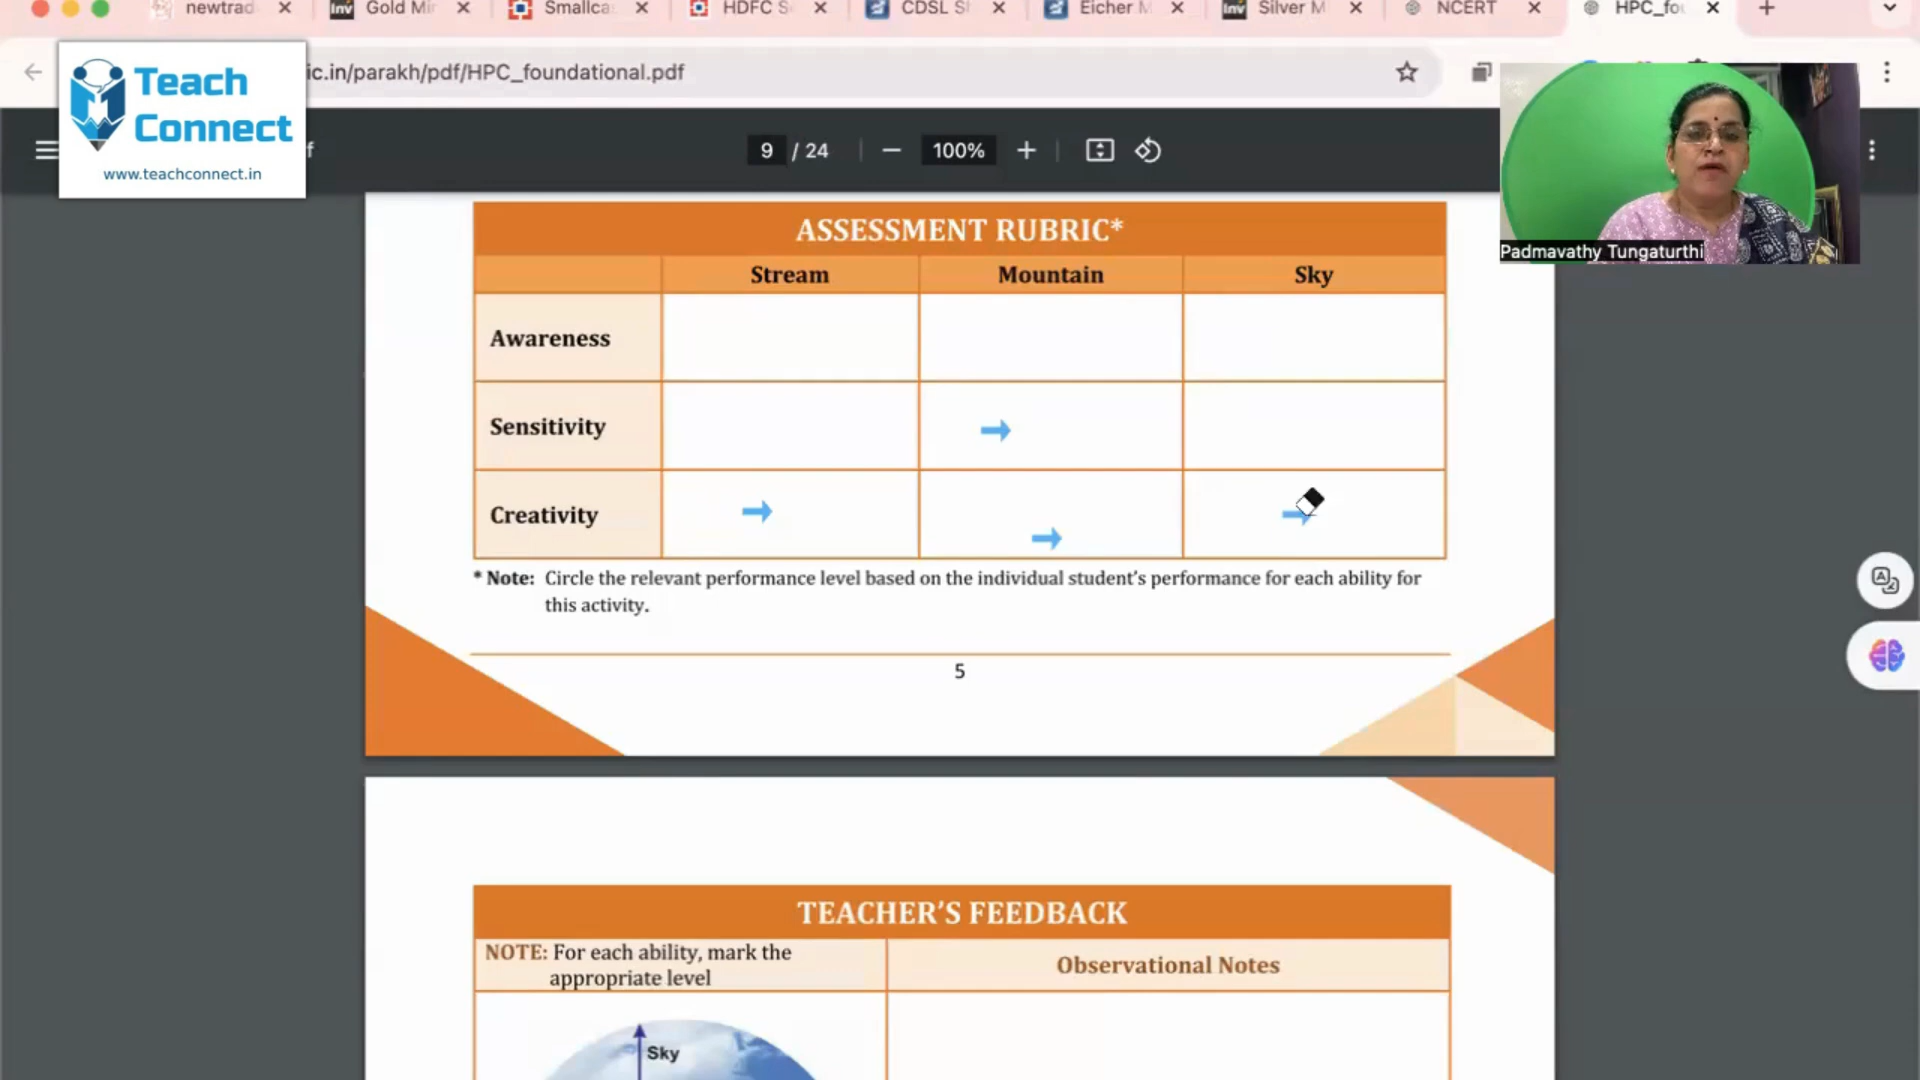 newtrad
Gold Mi
Smallca
HDFC S
CDSL S
Eicher M
Silver M
NCERT
HPC_fo
Teach
Connect
www.teachconnect.in
ic.in/parakh/pdf/HPC_foundational.pdf
f
9 / 24
100%
Padmavathy Tungaturthi
ASSESSMENT RUBRIC*
Stream Mountain Sky
Awareness
Sensitivity
Creativity
* Note: Circle the relevant performance level based on the individual student’s performance for each ability for
this activity.
5
TEACHER’S FEEDBACK
NOTE: For each ability, mark the
appropriate level
Observational Notes
Sky